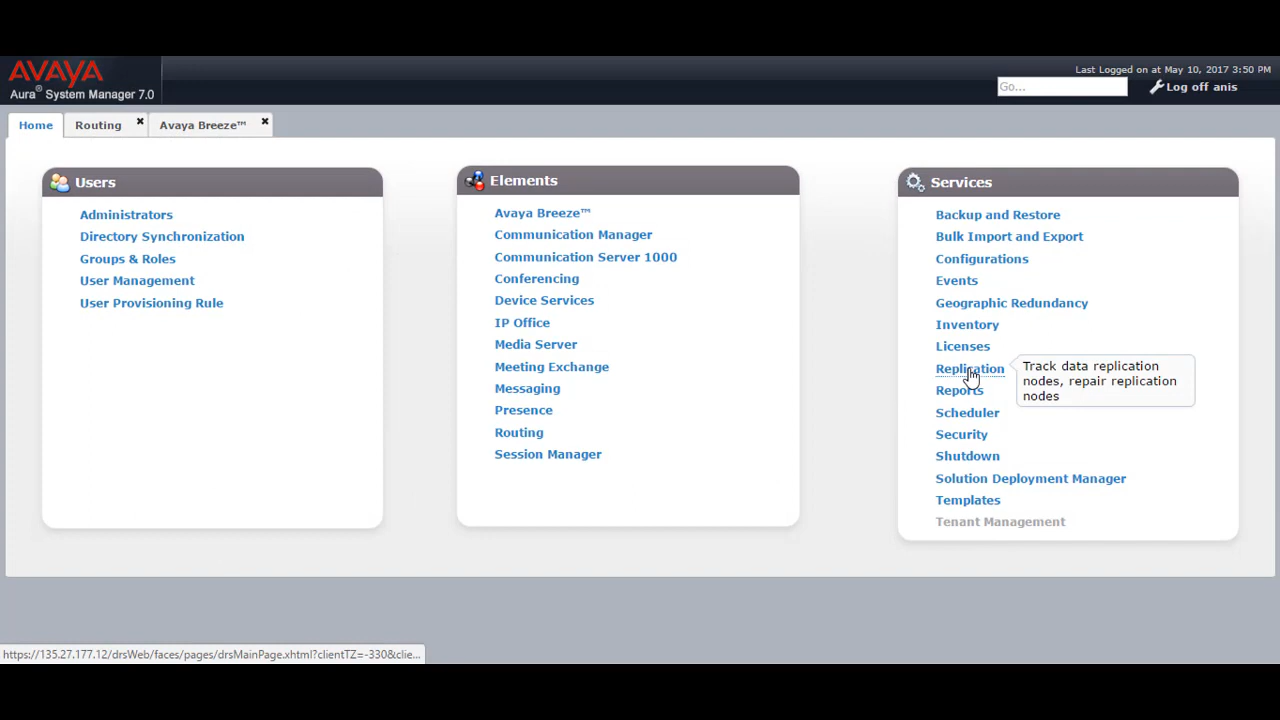 AVAYA
Aura® System Manager 7.0
Last Logged on at May 10, 2017 3:50 PM
Go...
Log off anis
Home
Routing
Avaya Breeze™
Users
Administrators
Directory Synchronization
Groups & Roles
User Management
User Provisioning Rule
Elements
Avaya Breeze™
Communication Manager
Communication Server 1000
Conferencing
Device Services
IP Office
Media Server
Meeting Exchange
Messaging
Presence
Routing
Session Manager
Services
Backup and Restore
Bulk Import and Export
Configurations
Events
Geographic Redundancy
Inventory
Licenses
Replication
Reports
Scheduler
Security
Shutdown
Solution Deployment Manager
Templates
Tenant Management
Track data replication
nodes, repair replication
nodes
https://135.27.177.12/drsWeb/faces/pages/drsMainPage.xhtml?clientTZ=-330&clie...